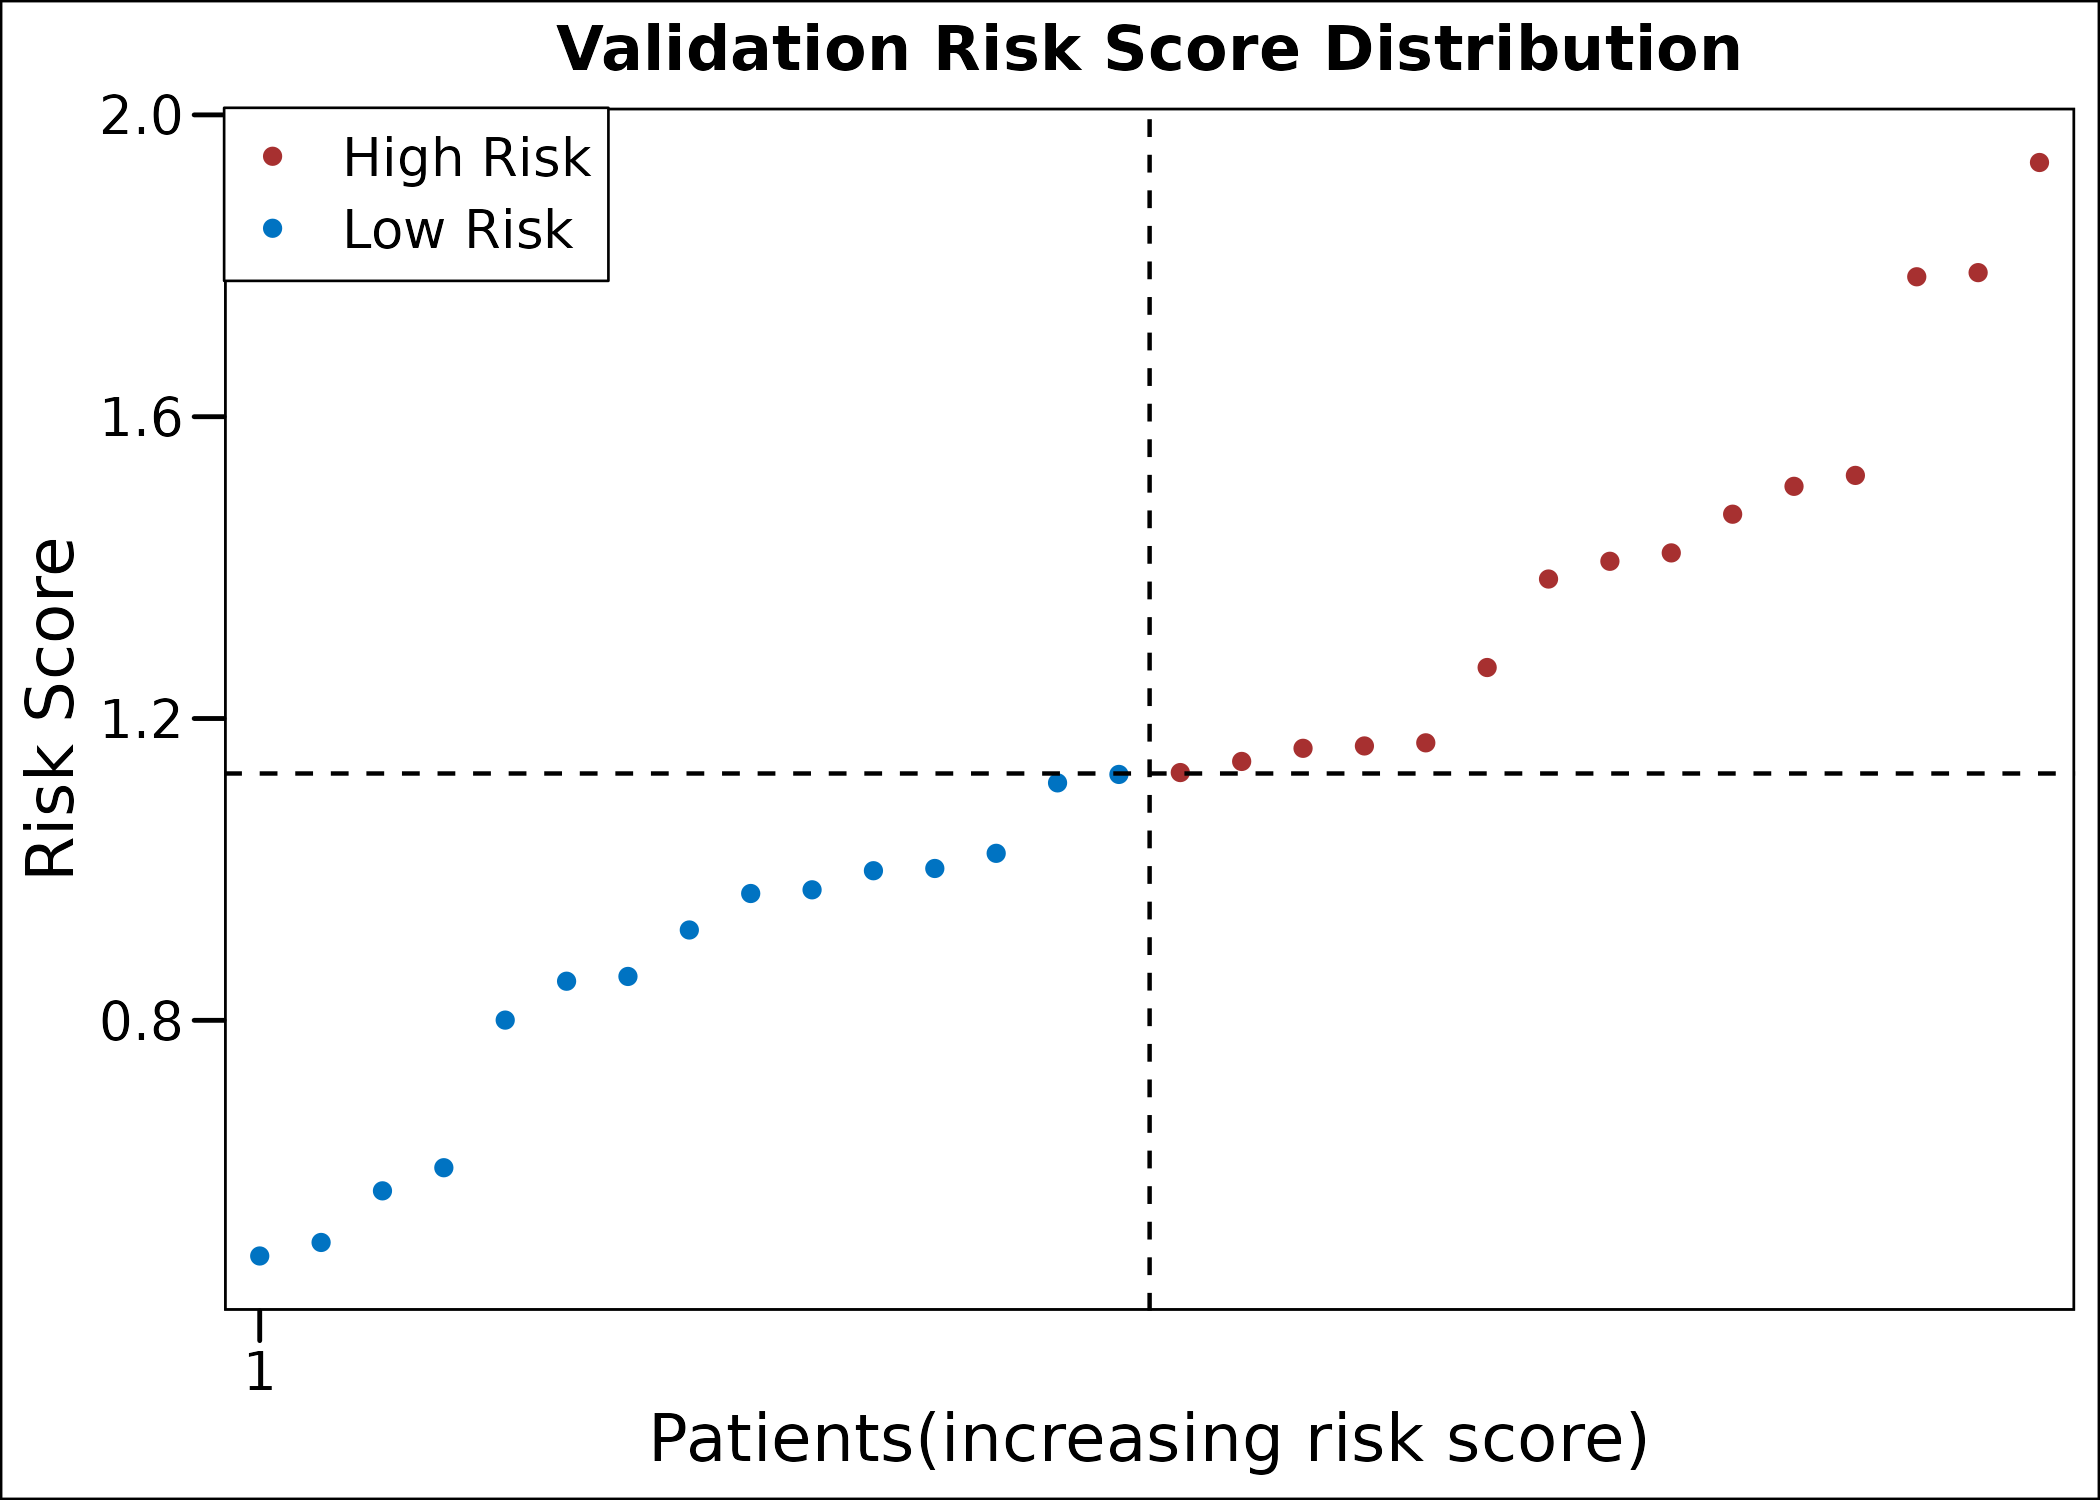 Validation Risk Score Distribution
High Risk
Low Risk
2.0
1.6
1.2
0.8
Risk Score
1
Patients(increasing risk score)